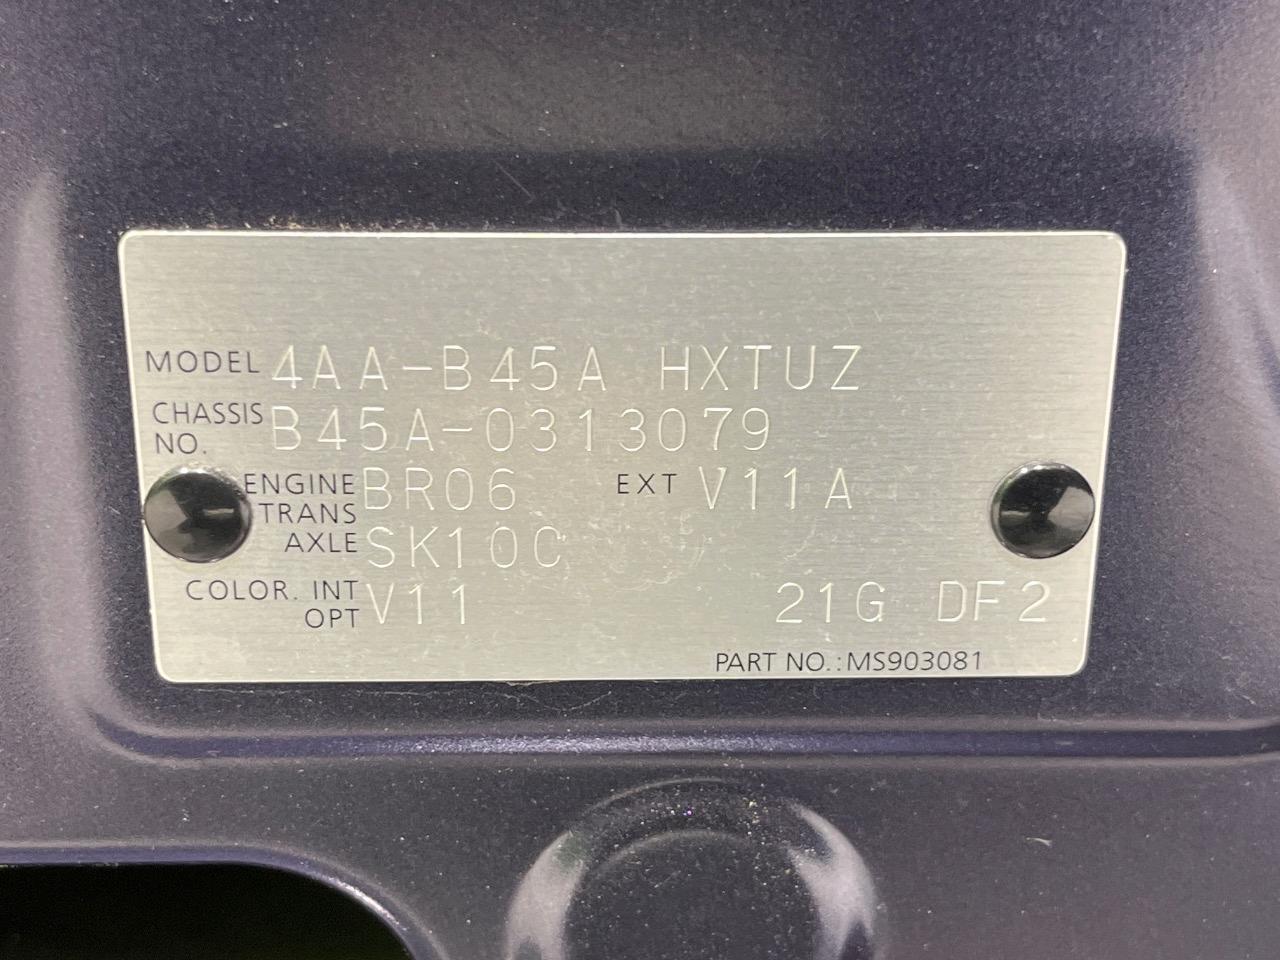 MODEL 4AA-B45A HXTUZ
CHASSIS NO. B45A-0313079
ENGINE BR06 EXT V11A
TRANS AXLE SK10C
COLOR. INT V11
OPT 21G DF2
PART NO.:MS903081